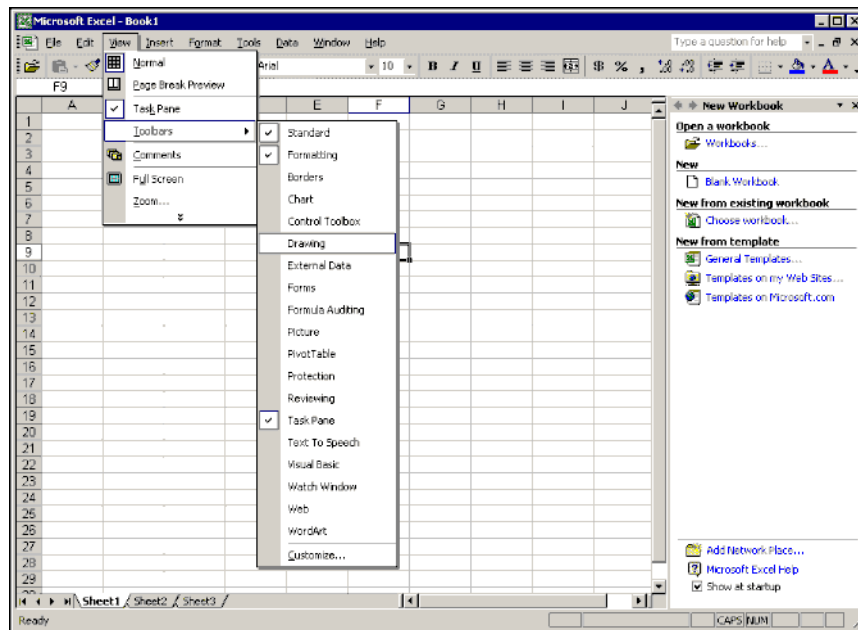 Microsoft Excel - Book1
File Edit View Insert Format Tools Data Window Help
Type a question for help
Arial 10 B I U $ % ,
F9
Normal
Page Break Preview
Task Pane
Toolbars
Comments
Full Screen
Zoom...
Standard
Formatting
Borders
Chart
Control Toolbox
Drawing
External Data
Forms
Formula Auditing
Picture
PivotTable
Protection
Reviewing
Task Pane
Text To Speech
Visual Basic
Watch Window
Web
WordArt
Customize...
A E F G H I J
1
2
3
4
5
6
7
8
9
10
11
12
13
14
15
16
17
18
19
20
21
22
23
24
25
26
27
28
29
New Workbook
Open a workbook
Workbooks...
New
Blank Workbook
New from existing workbook
Choose workbook...
New from template
General Templates...
Templates on my Web Sites...
Templates on Microsoft.com
Add Network Place...
Microsoft Excel Help
Show at startup
Sheet1 Sheet2 Sheet3
Ready
CAPS NUM